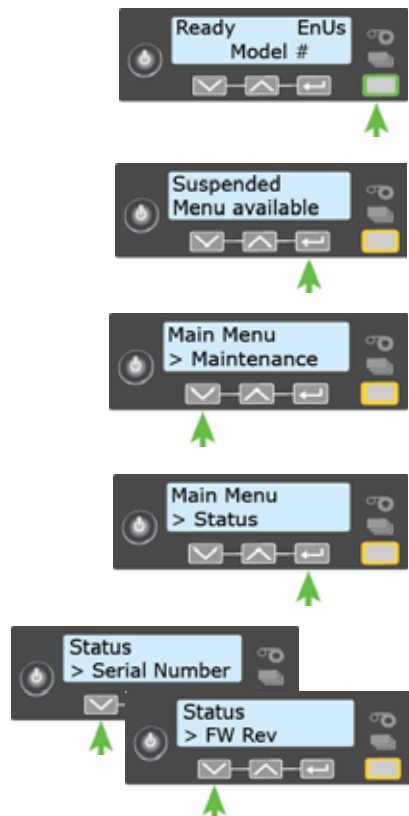 Ready EnUs
Model #
Suspended
Menu available
Main Menu
> Maintenance
Main Menu
> Status
Status
> Serial Number
Status
> FW Rev